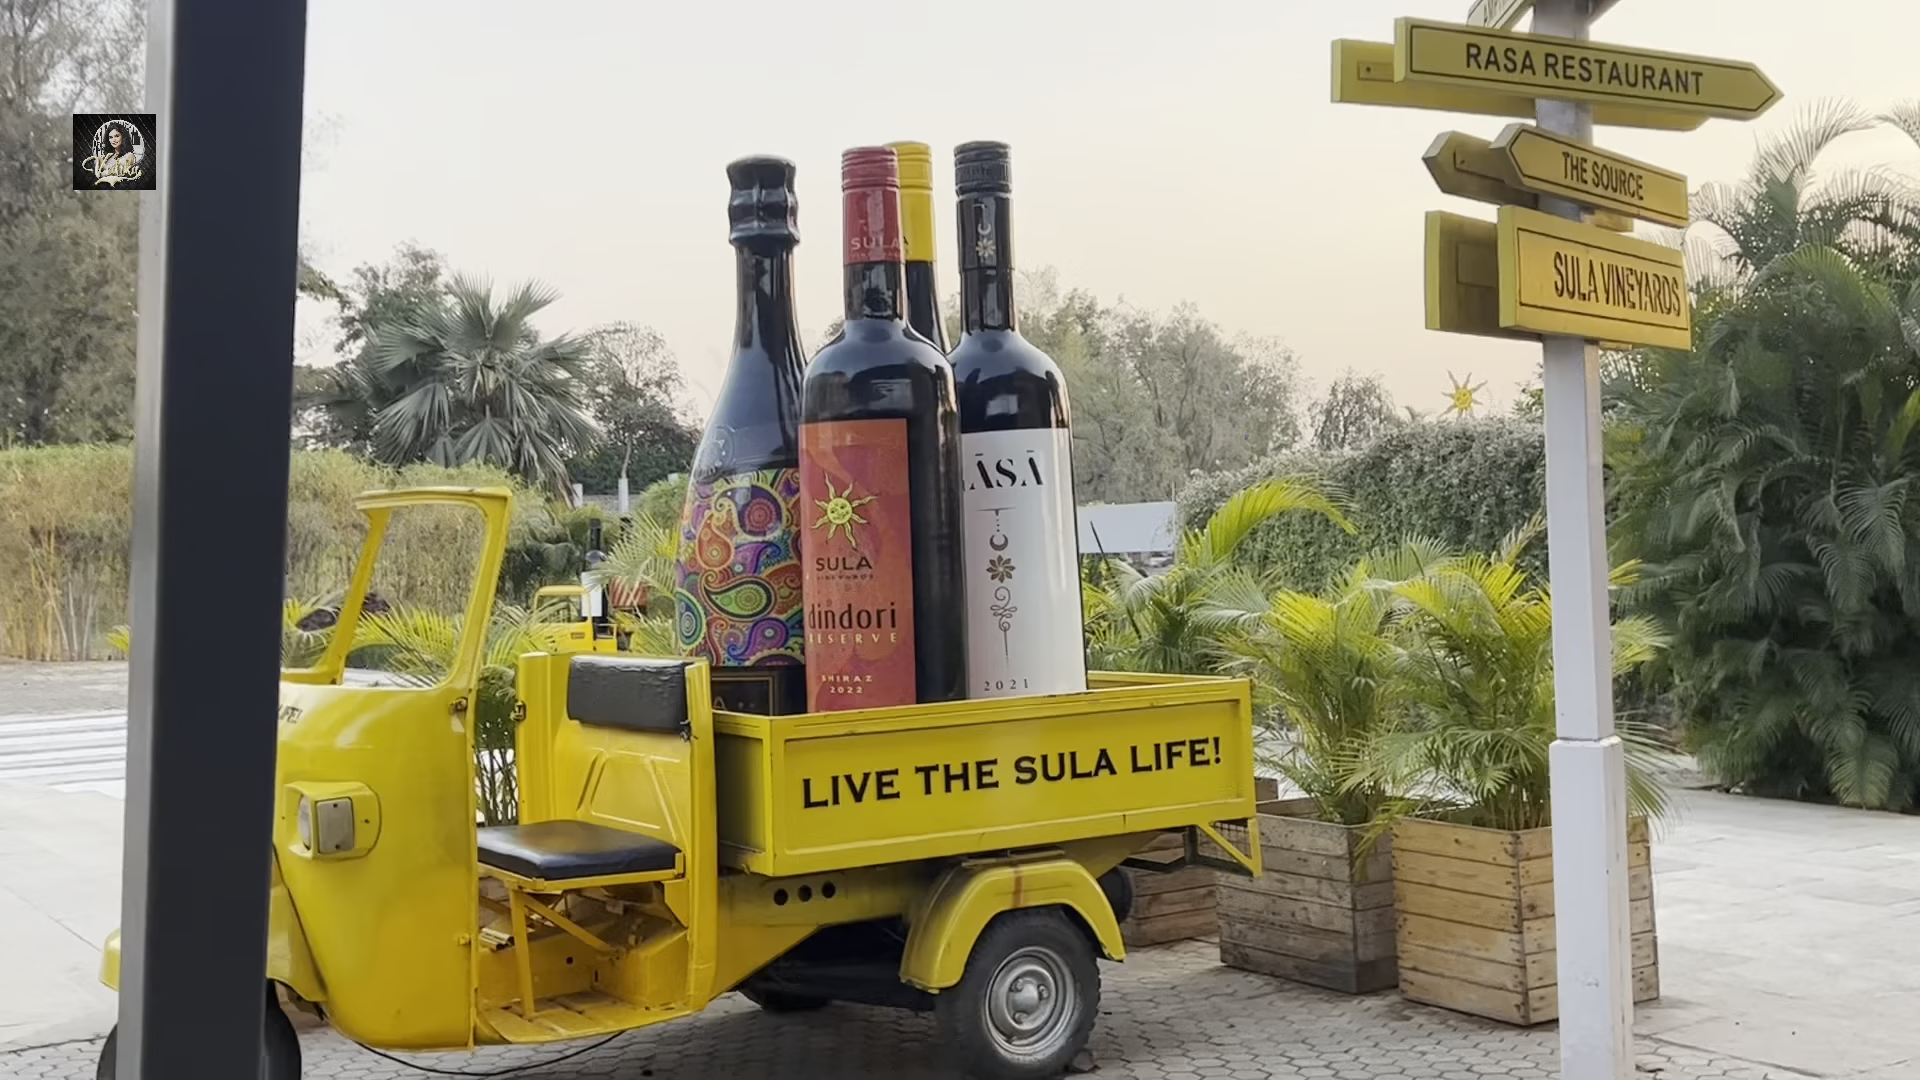 RASA RESTAURANT
THE SOURCE
SULA VINEYARDS
SULA
SULA
VINEYARDS
dindori
RESERVE
SHIRAZ
2022
ĀSĀ
2021
LIVE THE SULA LIFE!
LIFE!